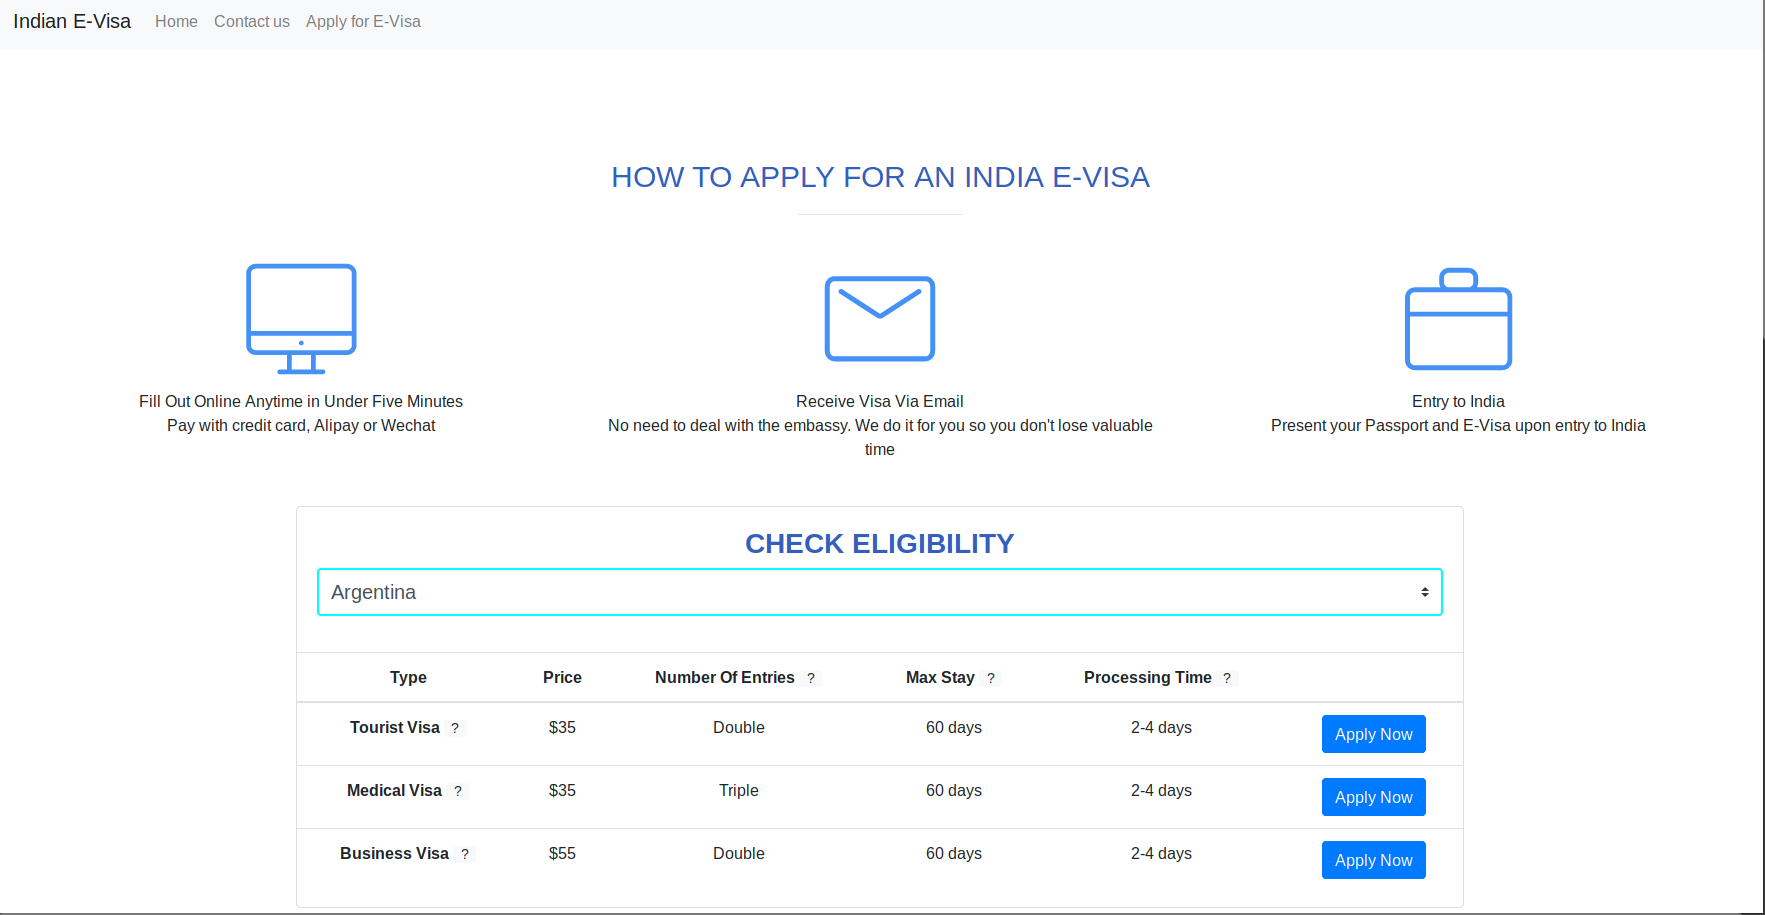 Indian E-Visa Home Contact us Apply for E-Visa
HOW TO APPLY FOR AN INDIA E-VISA
Fill Out Online Anytime in Under Five Minutes
Pay with credit card, Alipay or Wechat
Receive Visa Via Email
No need to deal with the embassy. We do it for you so you don't lose valuable
time
Entry to India
Present your Passport and E-Visa upon entry to India
CHECK ELIGIBILITY
Argentina
Type Price Number Of Entries ? Max Stay ? Processing Time ?
Tourist Visa ? $35 Double 60 days 2-4 days Apply Now
Medical Visa ? $35 Triple 60 days 2-4 days Apply Now
Business Visa ? $55 Double 60 days 2-4 days Apply Now